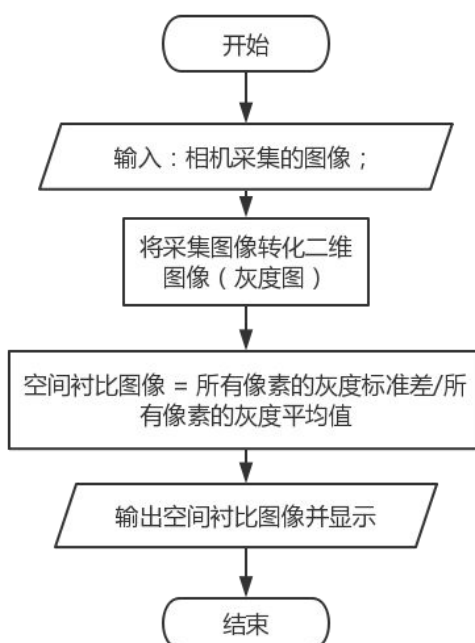 开始
输入：相机采集的图像；
将采集图像转化二维
图像（灰度图）
空间衬比图像 = 所有像素的灰度标准差/所
有像素的灰度平均值
输出空间衬比图像并显示
结束